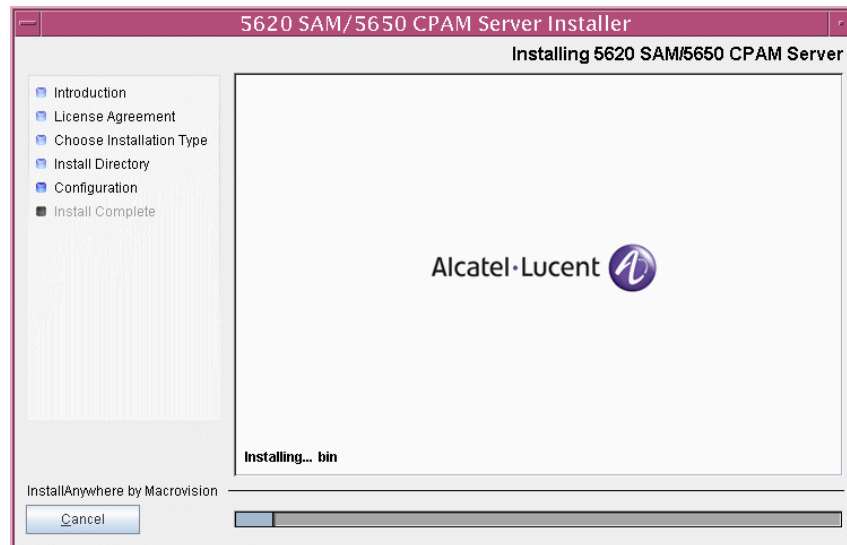 5620 SAM/5650 CPAM Server Installer
Installing 5620 SAM/5650 CPAM Server
Introduction
License Agreement
Choose Installation Type
Install Directory
Configuration
Install Complete
Alcatel·Lucent
Installing... bin
InstallAnywhere by Macrovision
Cancel